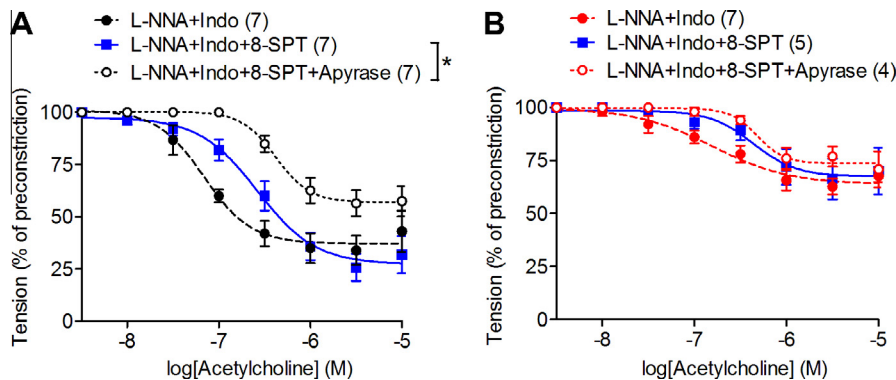 A
L-NNA+Indo (7)
L-NNA+Indo+8-SPT (7)
L-NNA+Indo+8-SPT+Apyrase (7)
*
Tension (% of preconstriction)
100
75
50
25
0
-8
-7
-6
-5
log[Acetylcholine] (M)
B
L-NNA+Indo (7)
L-NNA+Indo+8-SPT (5)
L-NNA+Indo+8-SPT+Apyrase (4)
Tension (% of preconstriction)
100
75
50
25
0
-8
-7
-6
-5
log[Acetylcholine] (M)